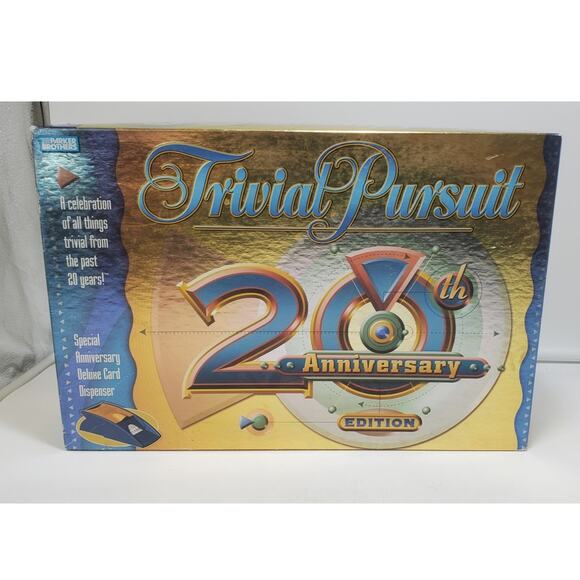 PARKER
BROTHERS
Trivial Pursuit
A celebration
of all things
trivial from
the past
20 years!
Special
Anniversary
Deluxe Card
Dispenser
20th
Anniversary
EDITION